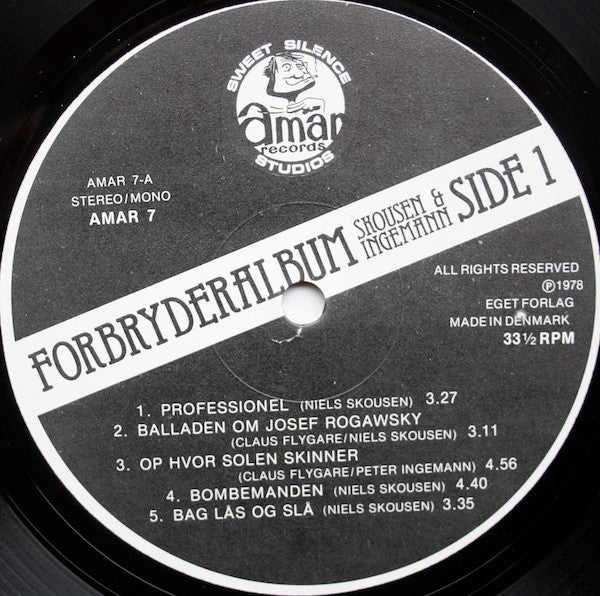 SWEET SILENCE
amar
records
STUDIOS
AMAR 7-A
STEREO/MONO
AMAR 7
FORBRYDERALBUM SKOUSEN & INGEMANN SIDE 1
ALL RIGHTS RESERVED
Ⓟ1978
EGET FORLAG
MADE IN DENMARK
33½ RPM
1. PROFESSIONEL (NIELS SKOUSEN) 3.27
2. BALLADEN OM JOSEF ROGAWSKY
(CLAUS FLYGARE/NIELS SKOUSEN) 3.11
3. OP HVOR SOLEN SKINNER
(CLAUS FLYGARE/PETER INGEMANN) 4.56
4. BOMBEMANDEN (NIELS SKOUSEN) 4.40
5. BAG LÅS OG SLÅ (NIELS SKOUSEN) 3.35